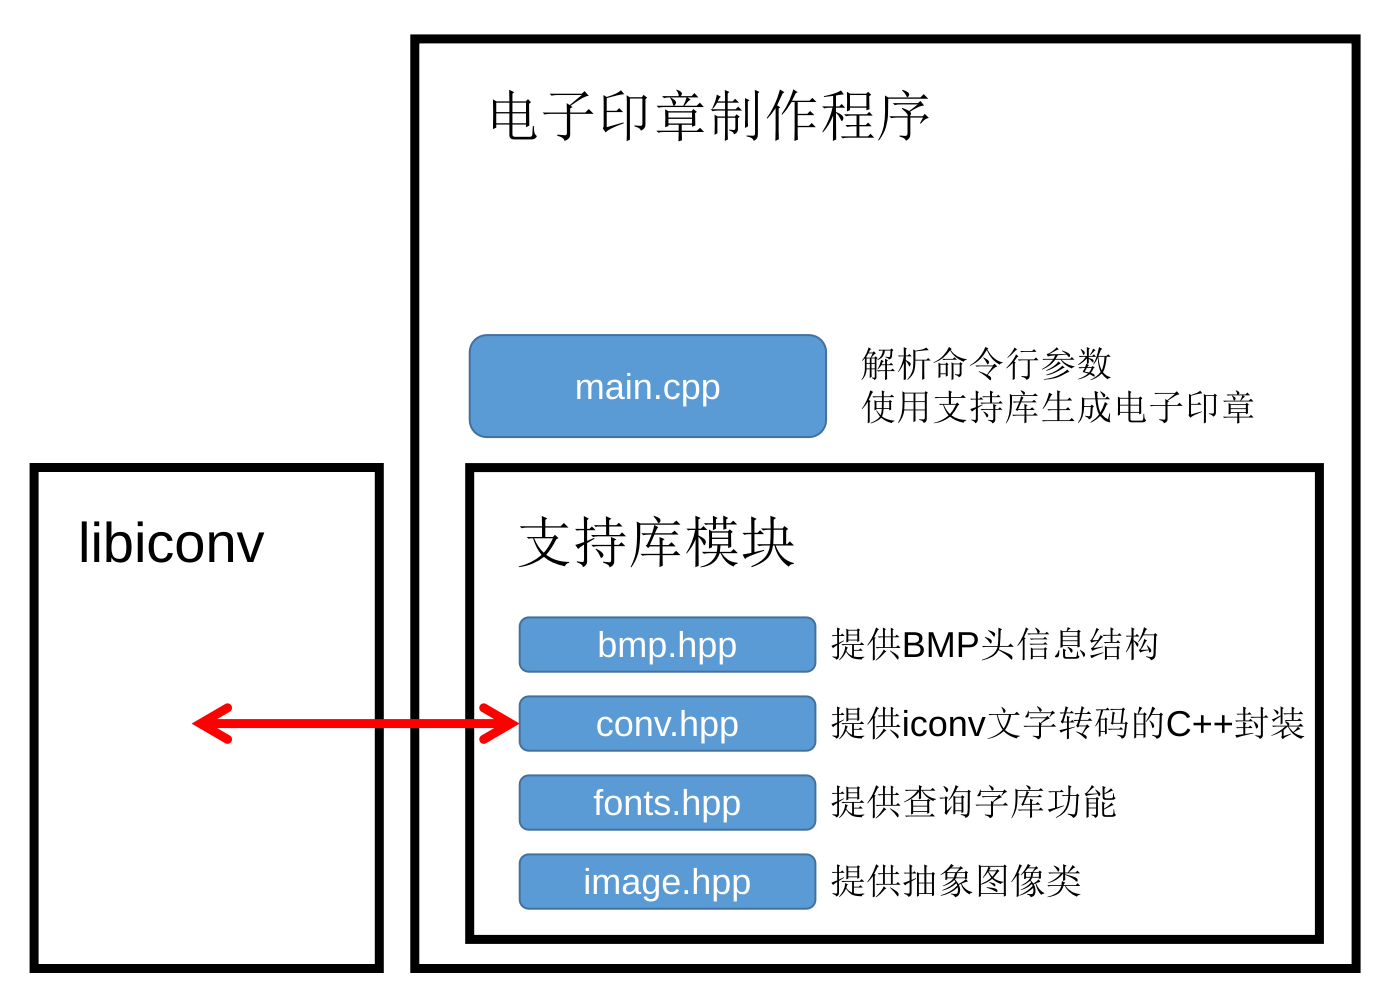 电子印章制作程序
main.cpp
解析命令行参数
使用支持库生成电子印章
libiconv
支持库模块
bmp.hpp 提供BMP头信息结构
conv.hpp 提供iconv文字转码的C++封装
fonts.hpp 提供查询字库功能
image.hpp 提供抽象图像类